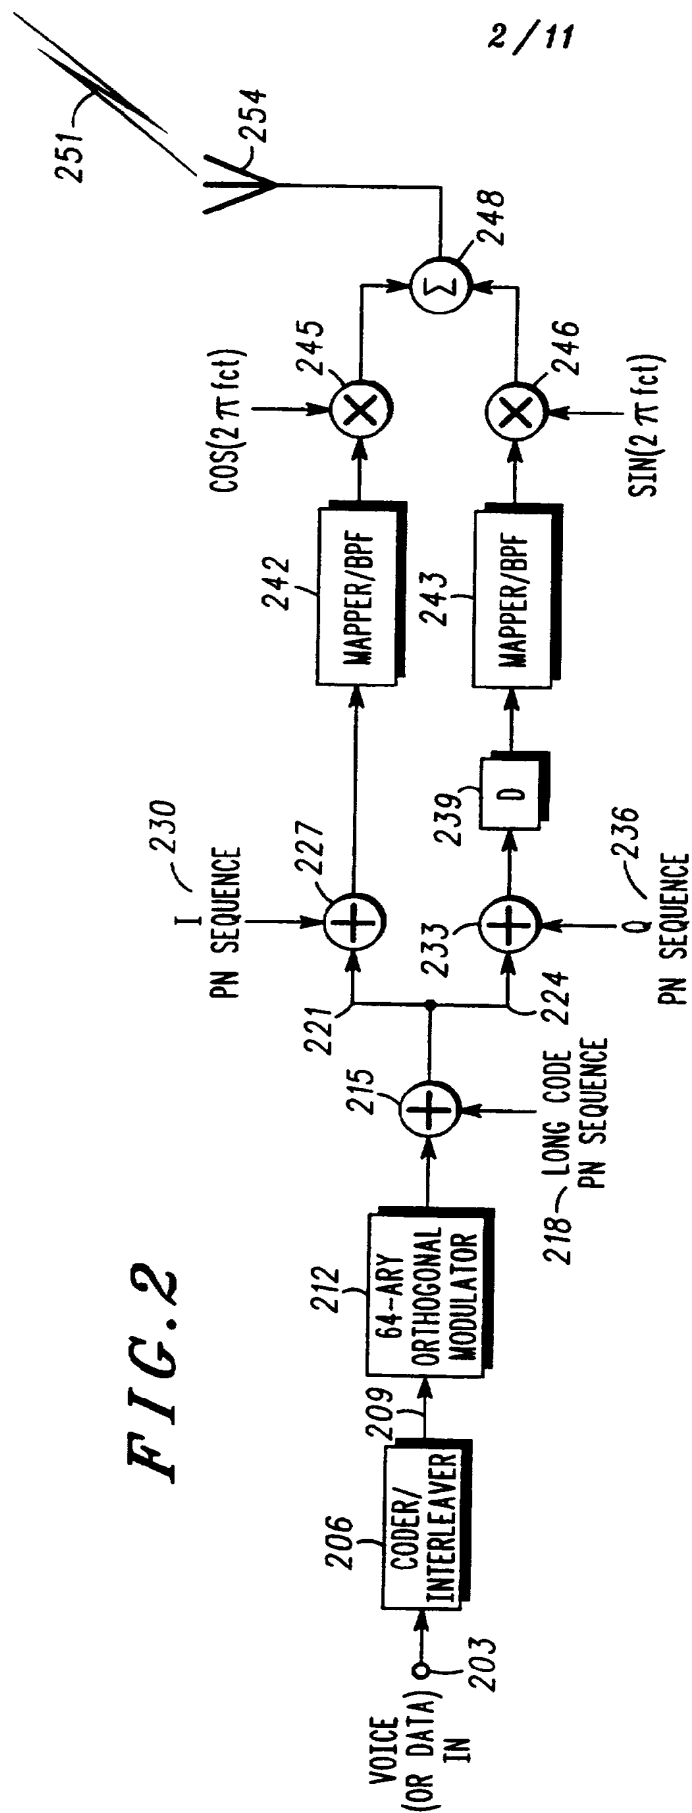 2/11
FIG.2
VOICE
(OR DATA)
IN
203
206
CODER/
INTERLEAVER
209
212
64-ARY
ORTHOGONAL
MODULATOR
215
218
LONG CODE
PN SEQUENCE
221
224
I
PN SEQUENCE
230
227
233
Q
PN SEQUENCE
236
239
D
242
MAPPER/BPF
243
MAPPER/BPF
COS(2πfct)
245
246
SIN(2πfct)
Σ
248
254
251